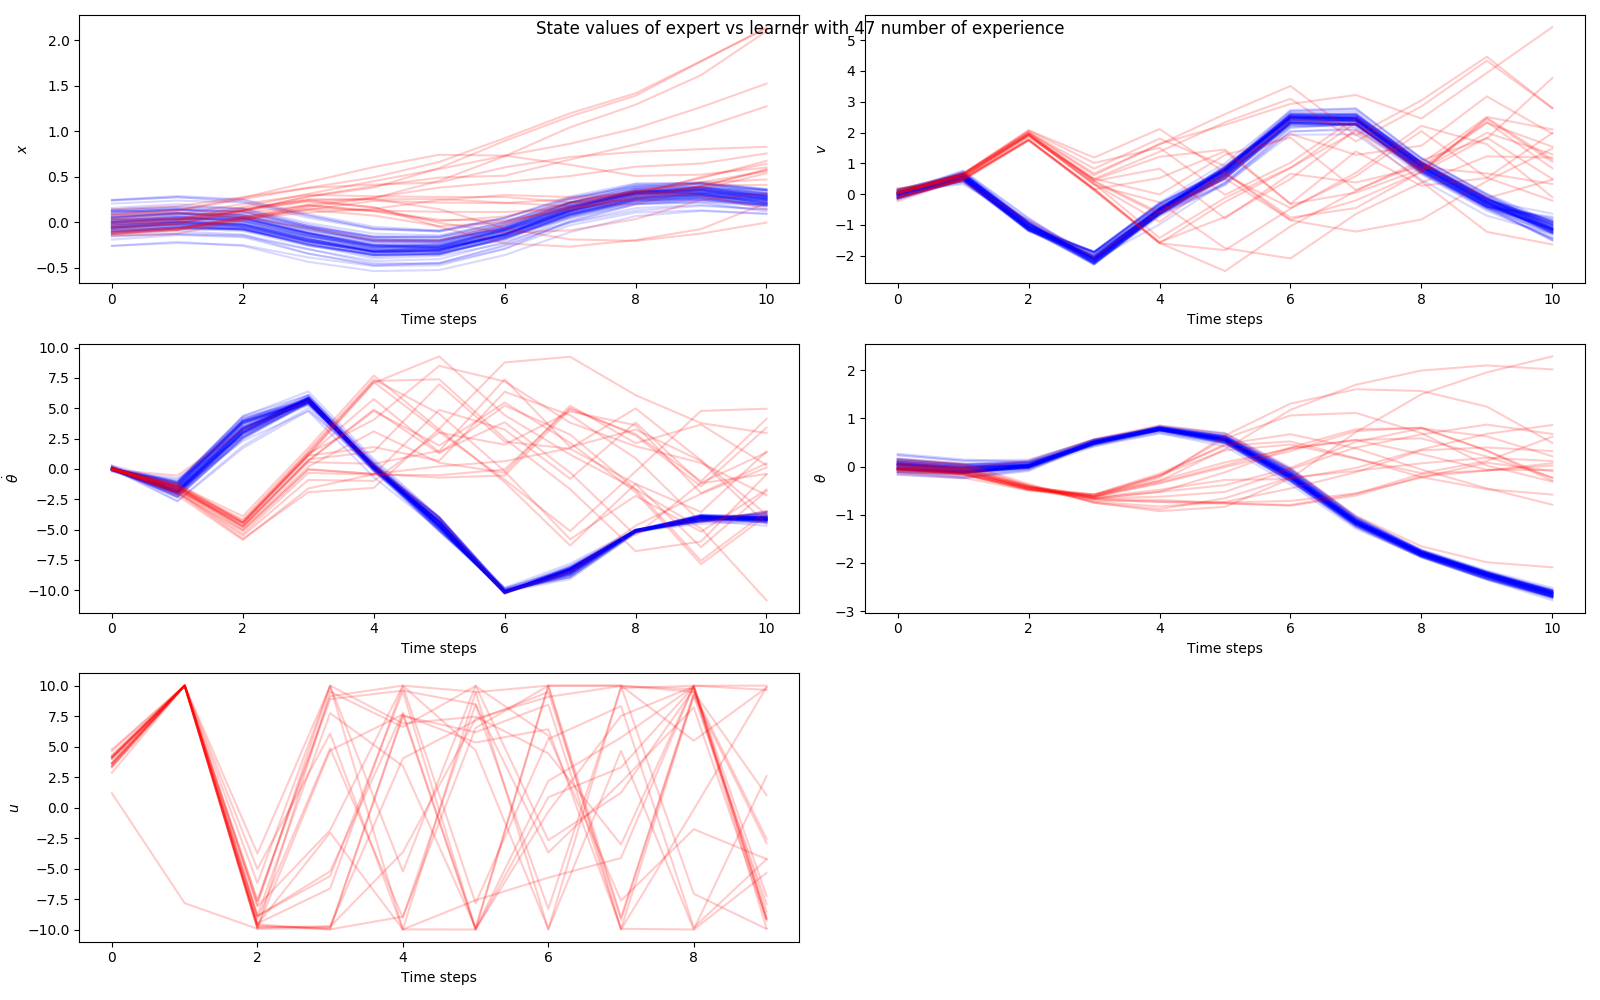 State values of expert vs learner with 47 number of experience
2.0
1.5
1.0
0.5
0.0
−0.5
x
0 2 4 6 8 10
Time steps
5
4
3
2
1
0
−1
−2
v
0 2 4 6 8 10
Time steps
10.0
7.5
5.0
2.5
0.0
−2.5
−5.0
−7.5
−10.0
θ̇
0 2 4 6 8 10
Time steps
2
1
0
−1
−2
−3
θ
0 2 4 6 8 10
Time steps
10.0
7.5
5.0
2.5
0.0
−2.5
−5.0
−7.5
−10.0
u
0 2 4 6 8
Time steps